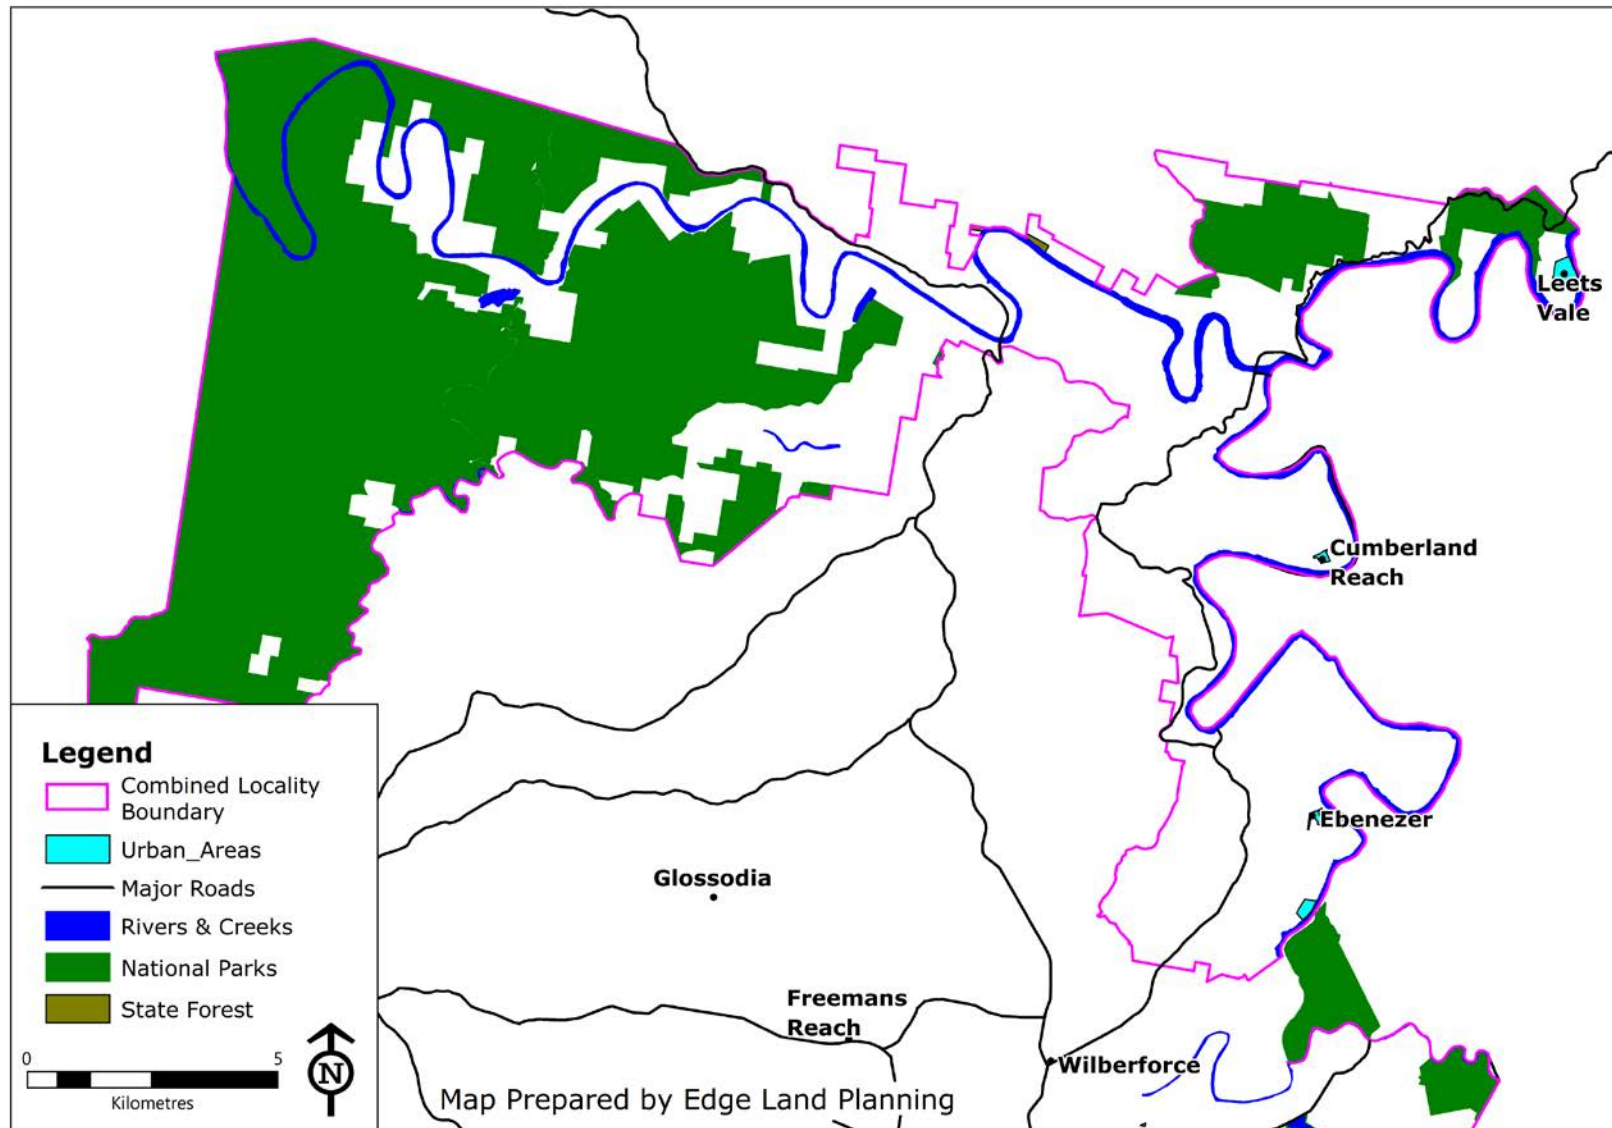 Leets
Vale
Cumberland
Reach
Ebenezer
Glossodia
Freemans
Reach
Wilberforce
Legend
Combined Locality
Boundary
Urban_Areas
Major Roads
Rivers & Creeks
National Parks
State Forest
0 5
Kilometres
N
Map Prepared by Edge Land Planning